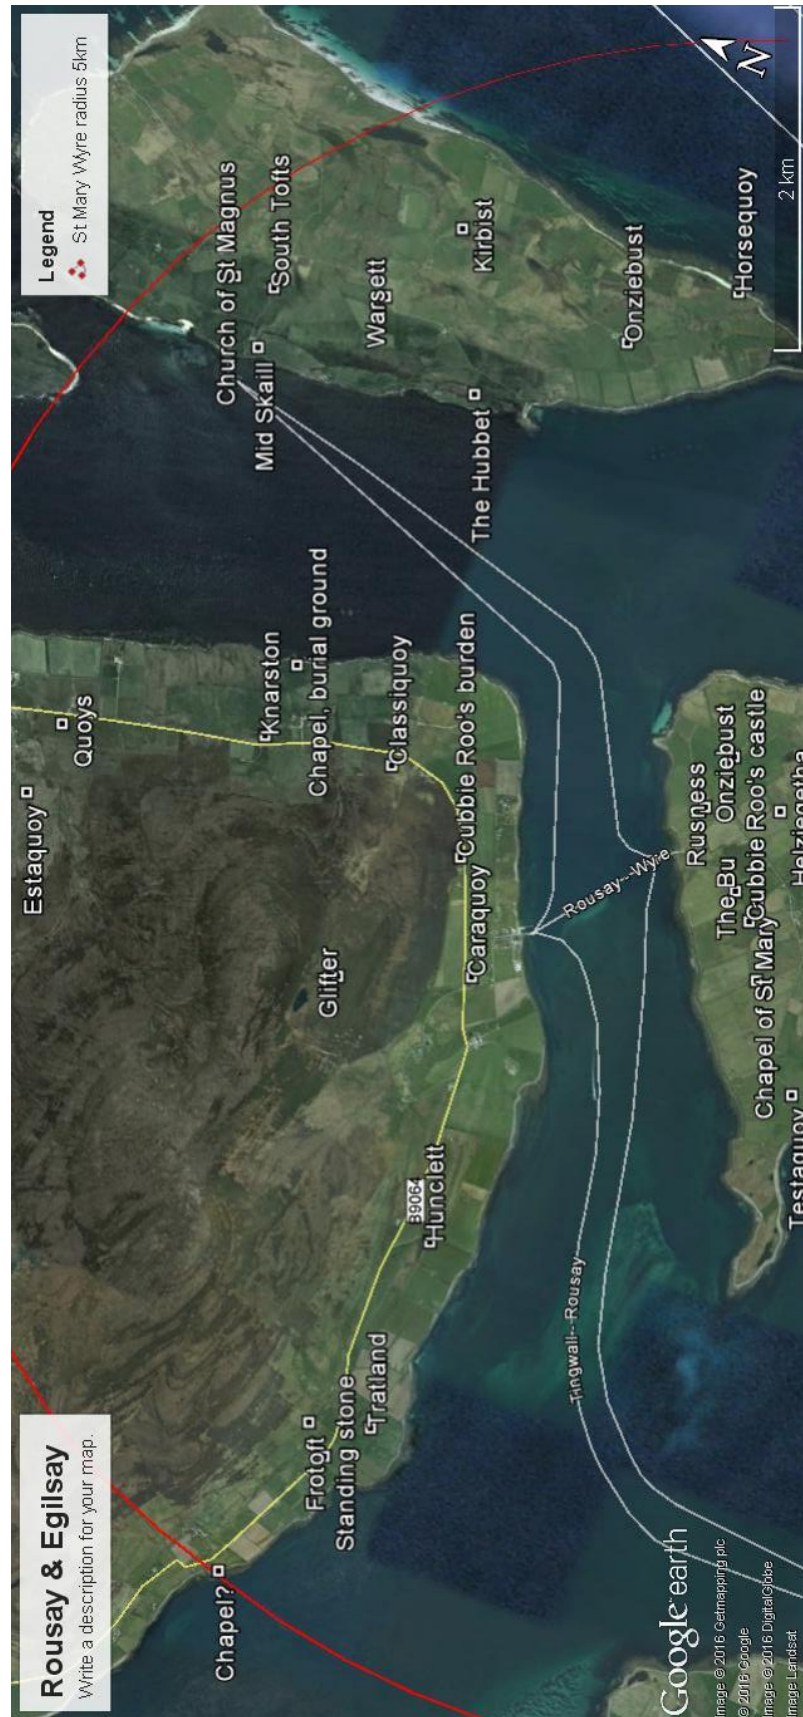 Rousay & Egilsay
Write a description for your map.
Legend
St Mary Wyre radius 5km
Estaquoy
Quoys
Church of St Magnus
South Tofts
Mid Skaill
Chapel?
Knarston
Chapel, burial ground
Glifter
Frotoft
Standing stone
Tratland
Classiquoy
Warsett
Hunclett
B9064
Cubbie Roo's burden
Caraquoy
The Hubbet
Kirbist
Rousay--Wyre
Tingwall--Rousay
Onziebust
Rusness
Onziebust
The Bu
Cubbie Roo's castle
Chapel of St Mary
Horsequoy
Testaquoy
Helziegetha
Google earth
Image © 2016 Getmapping plc
© 2016 Google
Image © 2016 DigitalGlobe
Image Landsat
N
2 km